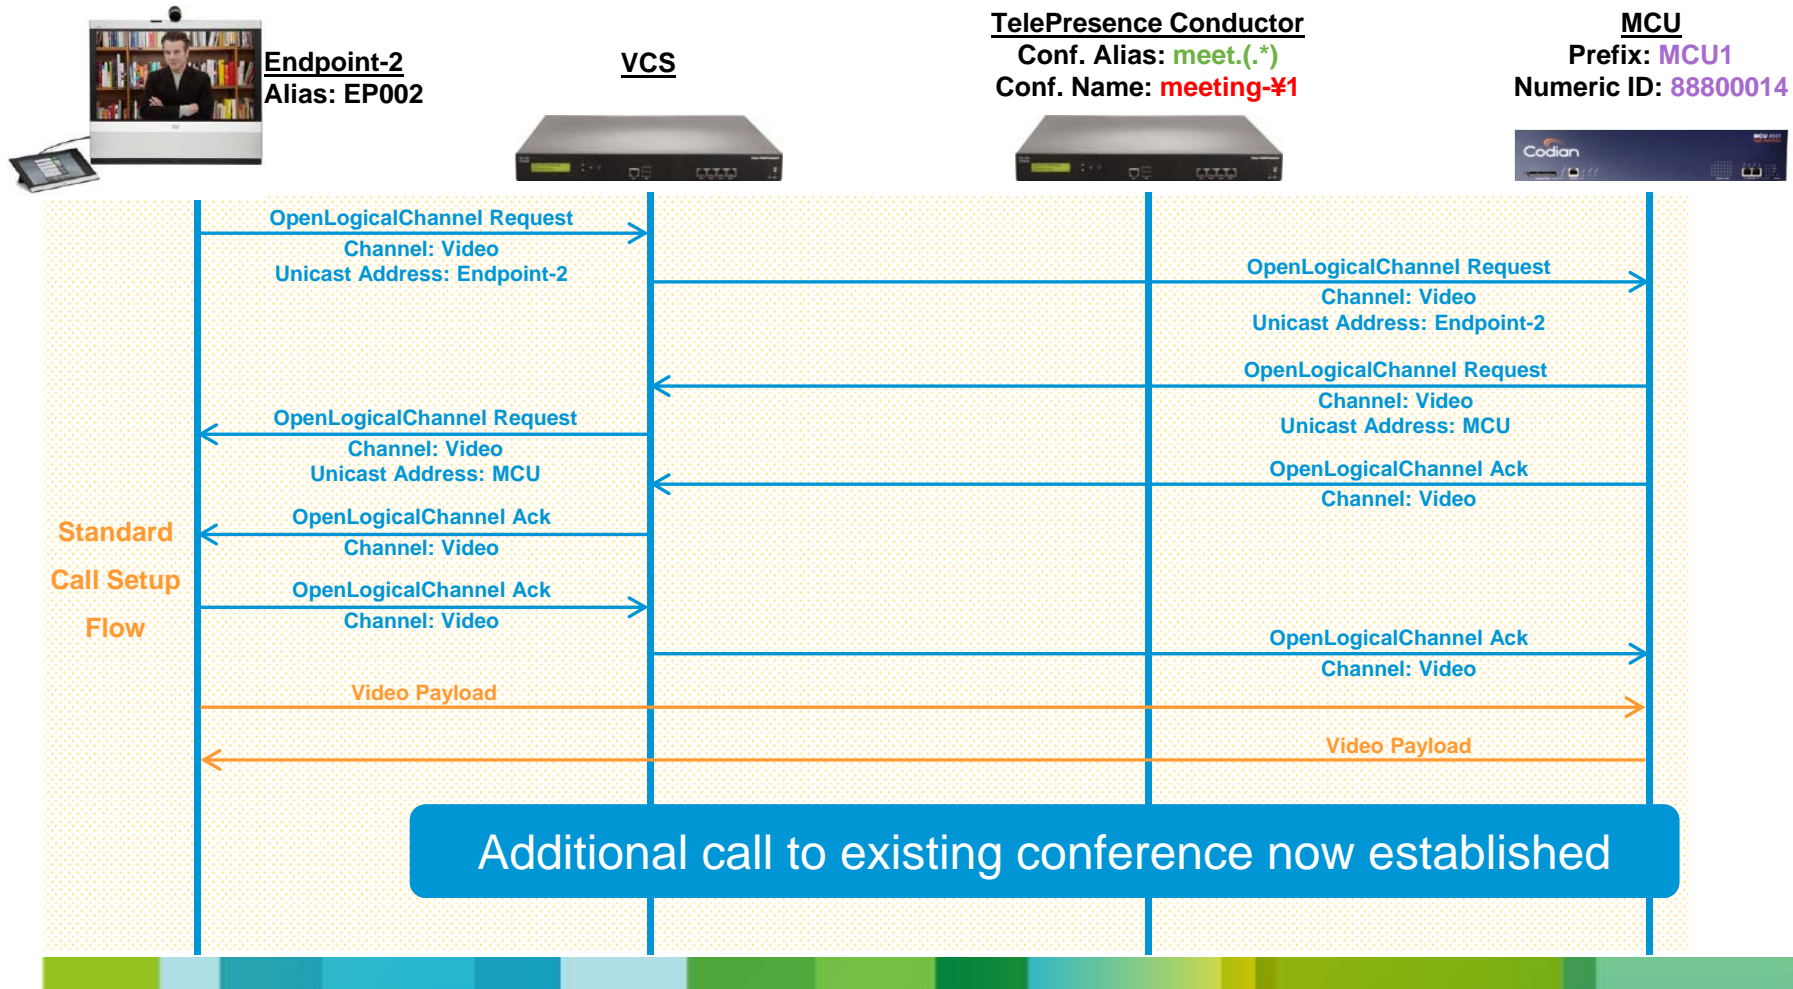 Endpoint-2
Alias: EP002
VCS
TelePresence Conductor
Conf. Alias: meet.(.*)
Conf. Name: meeting-¥1
MCU
Prefix: MCU1
Numeric ID: 88800014
Codian
OpenLogicalChannel Request
Channel: Video
Unicast Address: Endpoint-2
OpenLogicalChannel Request
Channel: Video
Unicast Address: Endpoint-2
OpenLogicalChannel Request
Channel: Video
Unicast Address: MCU
OpenLogicalChannel Request
Channel: Video
Unicast Address: MCU
OpenLogicalChannel Ack
Channel: Video
OpenLogicalChannel Ack
Channel: Video
Standard
Call Setup
Flow
OpenLogicalChannel Ack
Channel: Video
OpenLogicalChannel Ack
Channel: Video
Video Payload
Video Payload
Additional call to existing conference now established